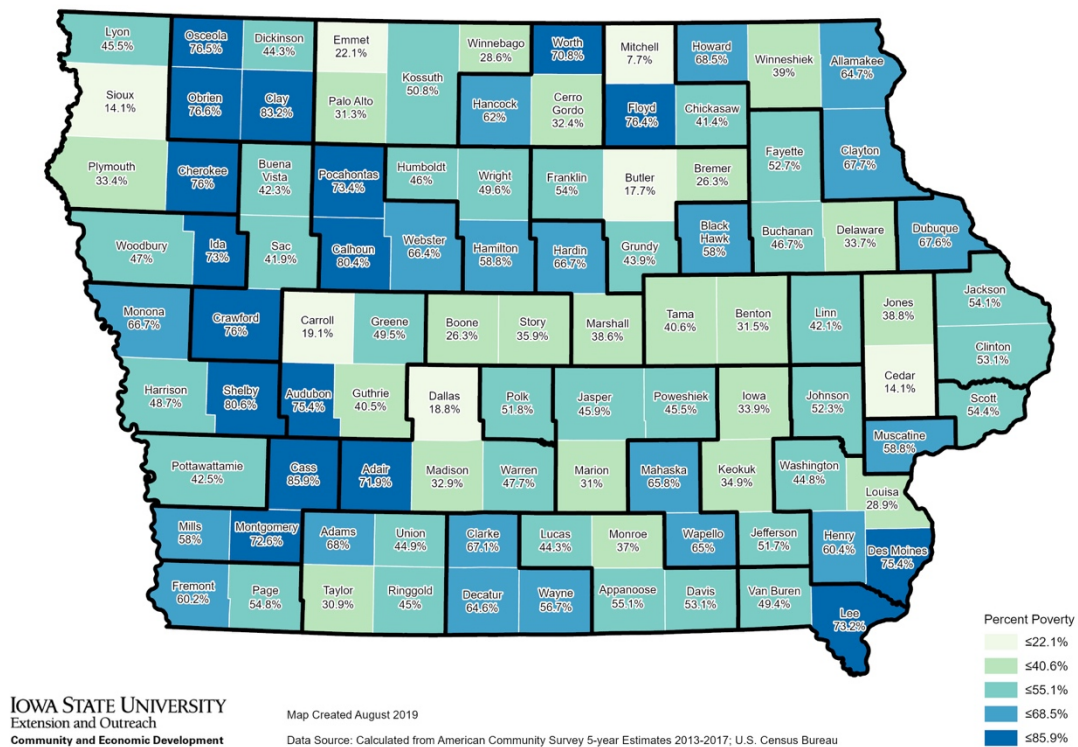 Lyon
45.5%
Osceola
76.5%
Dickinson
44.3%
Emmet
22.1%
Kossuth
50.8%
Winnebago
28.6%
Worth
70.8%
Mitchell
7.7%
Howard
68.5%
Winneshiek
39%
Allamakee
64.7%
Sioux
14.1%
Obrien
76.6%
Clay
83.2%
Palo Alto
31.3%
Hancock
62%
Cerro
Gordo
32.4%
Floyd
76.4%
Chickasaw
41.4%
Plymouth
33.4%
Cherokee
76%
Buena
Vista
42.3%
Pocahontas
73.4%
Humboldt
46%
Wright
49.6%
Franklin
54%
Butler
17.7%
Bremer
26.3%
Fayette
52.7%
Clayton
67.7%
Woodbury
47%
Ida
73%
Sac
41.9%
Calhoun
80.4%
Webster
66.4%
Hamilton
58.8%
Hardin
66.7%
Grundy
43.9%
Black
Hawk
58%
Buchanan
46.7%
Delaware
33.7%
Dubuque
67.6%
Monona
66.7%
Crawford
76%
Carroll
19.1%
Greene
49.5%
Boone
26.3%
Story
35.9%
Marshall
38.6%
Tama
40.6%
Benton
31.5%
Linn
42.1%
Jones
38.8%
Jackson
54.1%
Clinton
53.1%
Harrison
48.7%
Shelby
80.6%
Audubon
75.4%
Guthrie
40.5%
Dallas
18.8%
Polk
51.8%
Jasper
45.9%
Poweshiek
45.5%
Iowa
33.9%
Johnson
52.3%
Cedar
14.1%
Scott
54.4%
Muscatine
58.8%
Pottawattamie
42.5%
Cass
85.9%
Adair
71.9%
Madison
32.9%
Warren
47.7%
Marion
31%
Mahaska
65.8%
Keokuk
34.9%
Washington
44.8%
Louisa
28.9%
Mills
58%
Montgomery
72.6%
Adams
68%
Union
44.9%
Clarke
67.1%
Lucas
44.3%
Monroe
37%
Wapello
65%
Jefferson
51.7%
Henry
60.4%
Des Moines
75.4%
Fremont
60.2%
Page
54.8%
Taylor
30.9%
Ringgold
45%
Decatur
64.6%
Wayne
56.7%
Appanoose
55.1%
Davis
53.1%
Van Buren
49.4%
Lee
73.2%
Percent Poverty
≤22.1%
≤40.6%
≤55.1%
≤68.5%
≤85.9%
IOWA STATE UNIVERSITY
Extension and Outreach
Community and Economic Development
Map Created August 2019
Data Source: Calculated from American Community Survey 5-year Estimates 2013-2017; U.S. Census Bureau